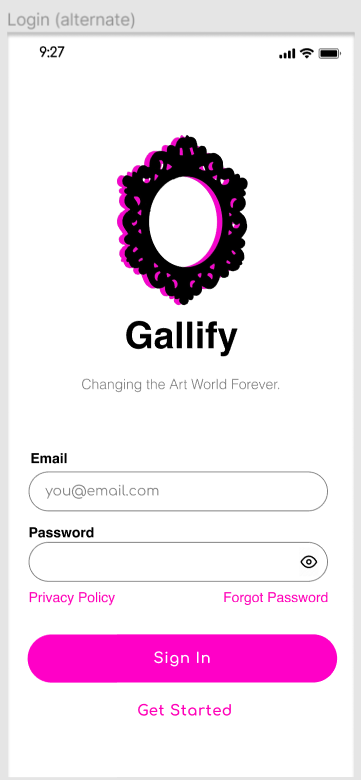 Login (alternate)
9:27
Gallify
Changing the Art World Forever.
Email
you@email.com
Password
Privacy Policy
Forgot Password
Sign In
Get Started